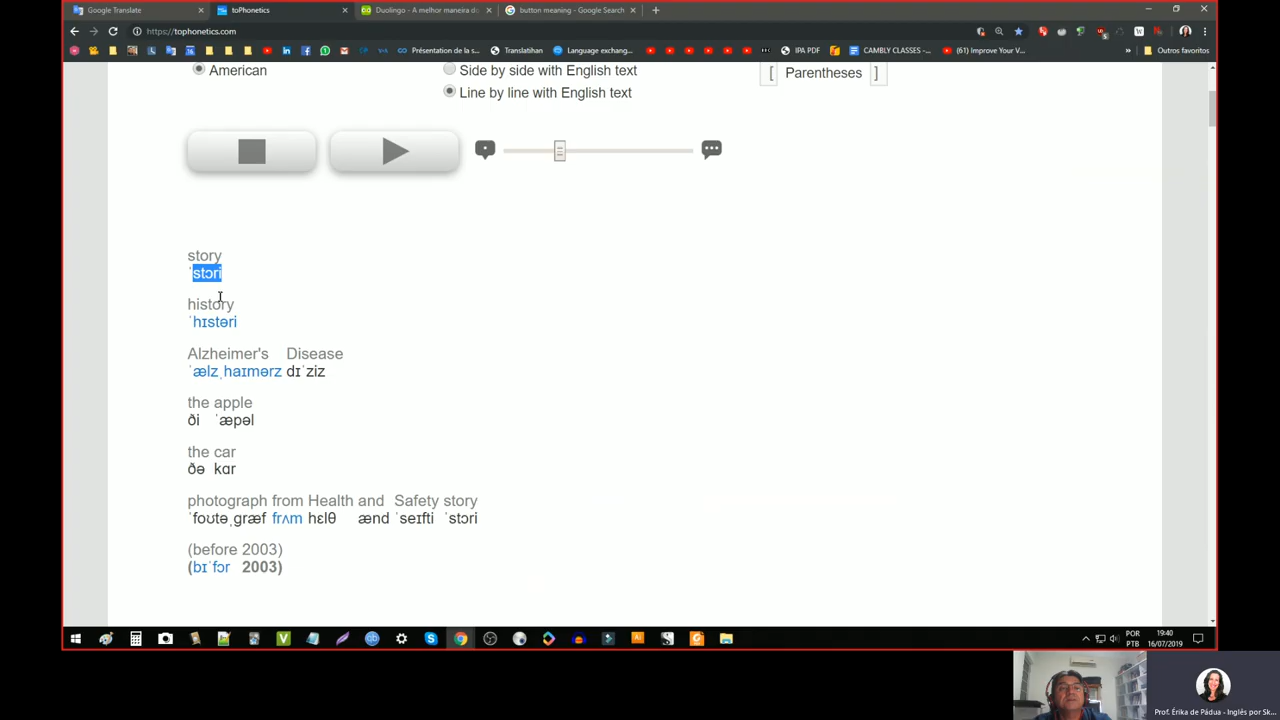 Google Translate
toPhonetics
Duolingo - A melhor maneira de
button meaning - Google Search
https://tophonetics.com
Présentation de la s...
Translatihan
Language exchang...
IPA PDF
CAMBLY CLASSES -...
(61) Improve Your V...
Outros favoritos
American
Side by side with English text
[ Parentheses ]
Line by line with English text
story
ˈstɔri
history
ˈhɪstəri
Alzheimer's Disease
ˈælzˌhaɪmərz dɪˈziz
the apple
ði ˈæpəl
the car
ðə kɑr
photograph from Health and Safety story
ˈfoʊtəˌgræf frʌm hɛlθ ænd ˈseɪfti ˈstɔri
(before 2003)
(bɪˈfɔr 2003)
POR
PTB
19:40
16/07/2019
Prof. Érika de Pádua - Inglês por Sk...